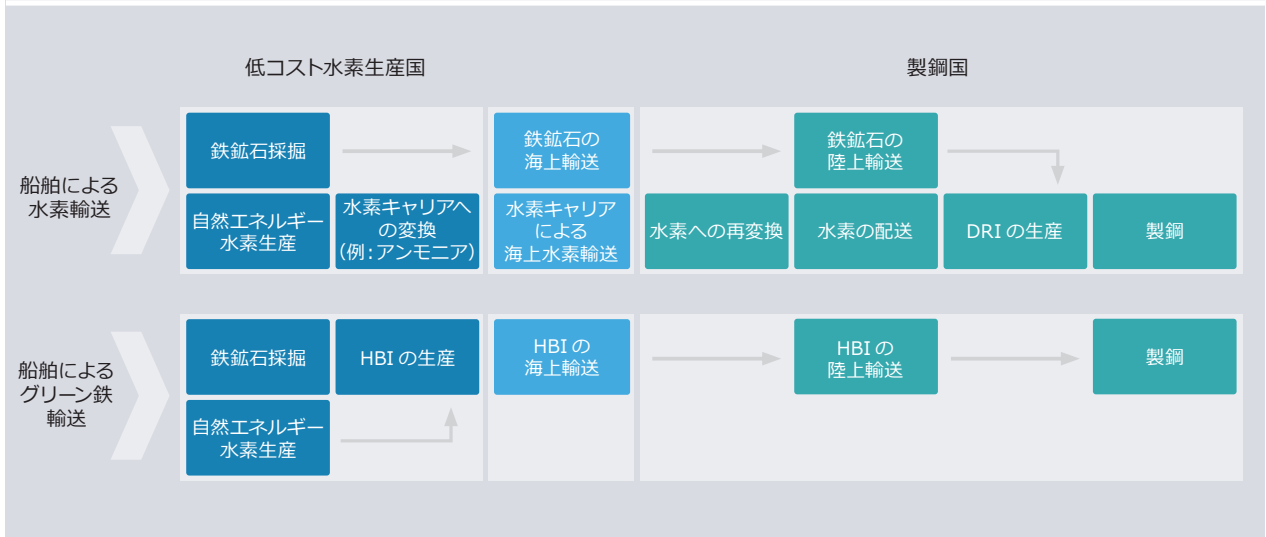 低コスト水素生産国
製鋼国
船舶による
水素輸送
鉄鉱石採掘
鉄鉱石の
海上輸送
鉄鉱石の
陸上輸送
自然エネルギー
水素生産
水素キャリアへ
の変換
(例：アンモニア)
水素キャリア
による
海上水素輸送
水素への再変換
水素の配送
DRI の生産
製鋼
船舶による
グリーン鉄
輸送
鉄鉱石採掘
HBI の生産
HBI の
海上輸送
HBI の
陸上輸送
製鋼
自然エネルギー
水素生産